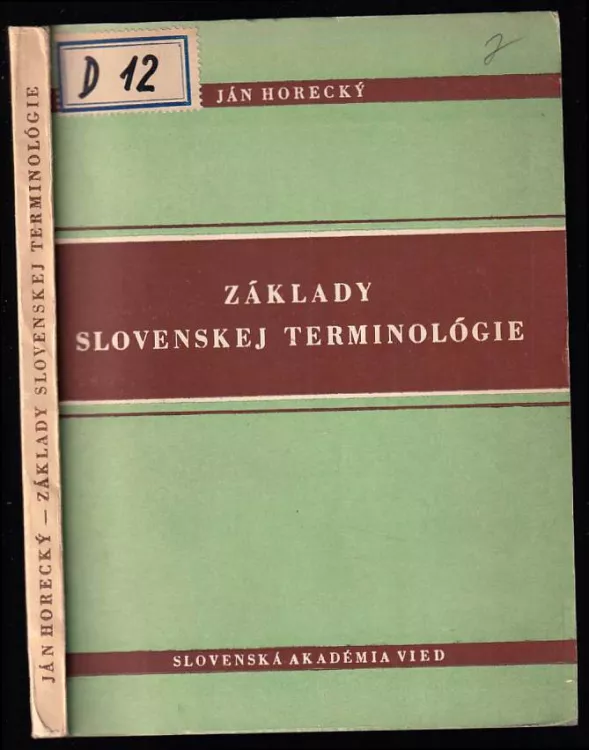 D 12
JÁN HORECKÝ
ZÁKLADY
SLOVENSKEJ TERMINOLÓGIE
SLOVENSKÁ AKADÉMIA VIED
JÁN HORECKÝ — ZÁKLADY SLOVENSKEJ TERMINOLÓGIE